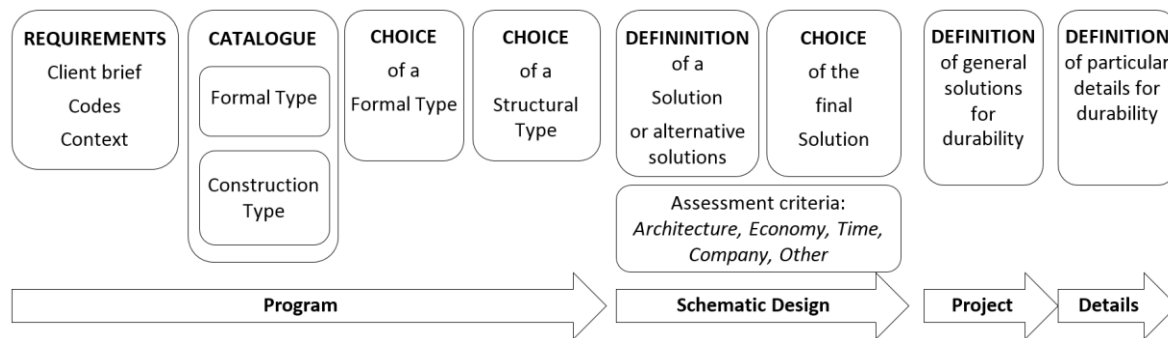 REQUIREMENTS
Client brief
Codes
Context
CATALOGUE
Formal Type
Construction
Type
CHOICE
of a
Formal Type
CHOICE
of a
Structural
Type
DEFININITION
of a
Solution
or alternative
solutions
CHOICE
of the
final
Solution
Assessment criteria:
Architecture, Economy, Time,
Company, Other
DEFINITION
of general
solutions
for
durability
DEFINITION
of particular
details for
durability
Program
Schematic Design
Project
Details